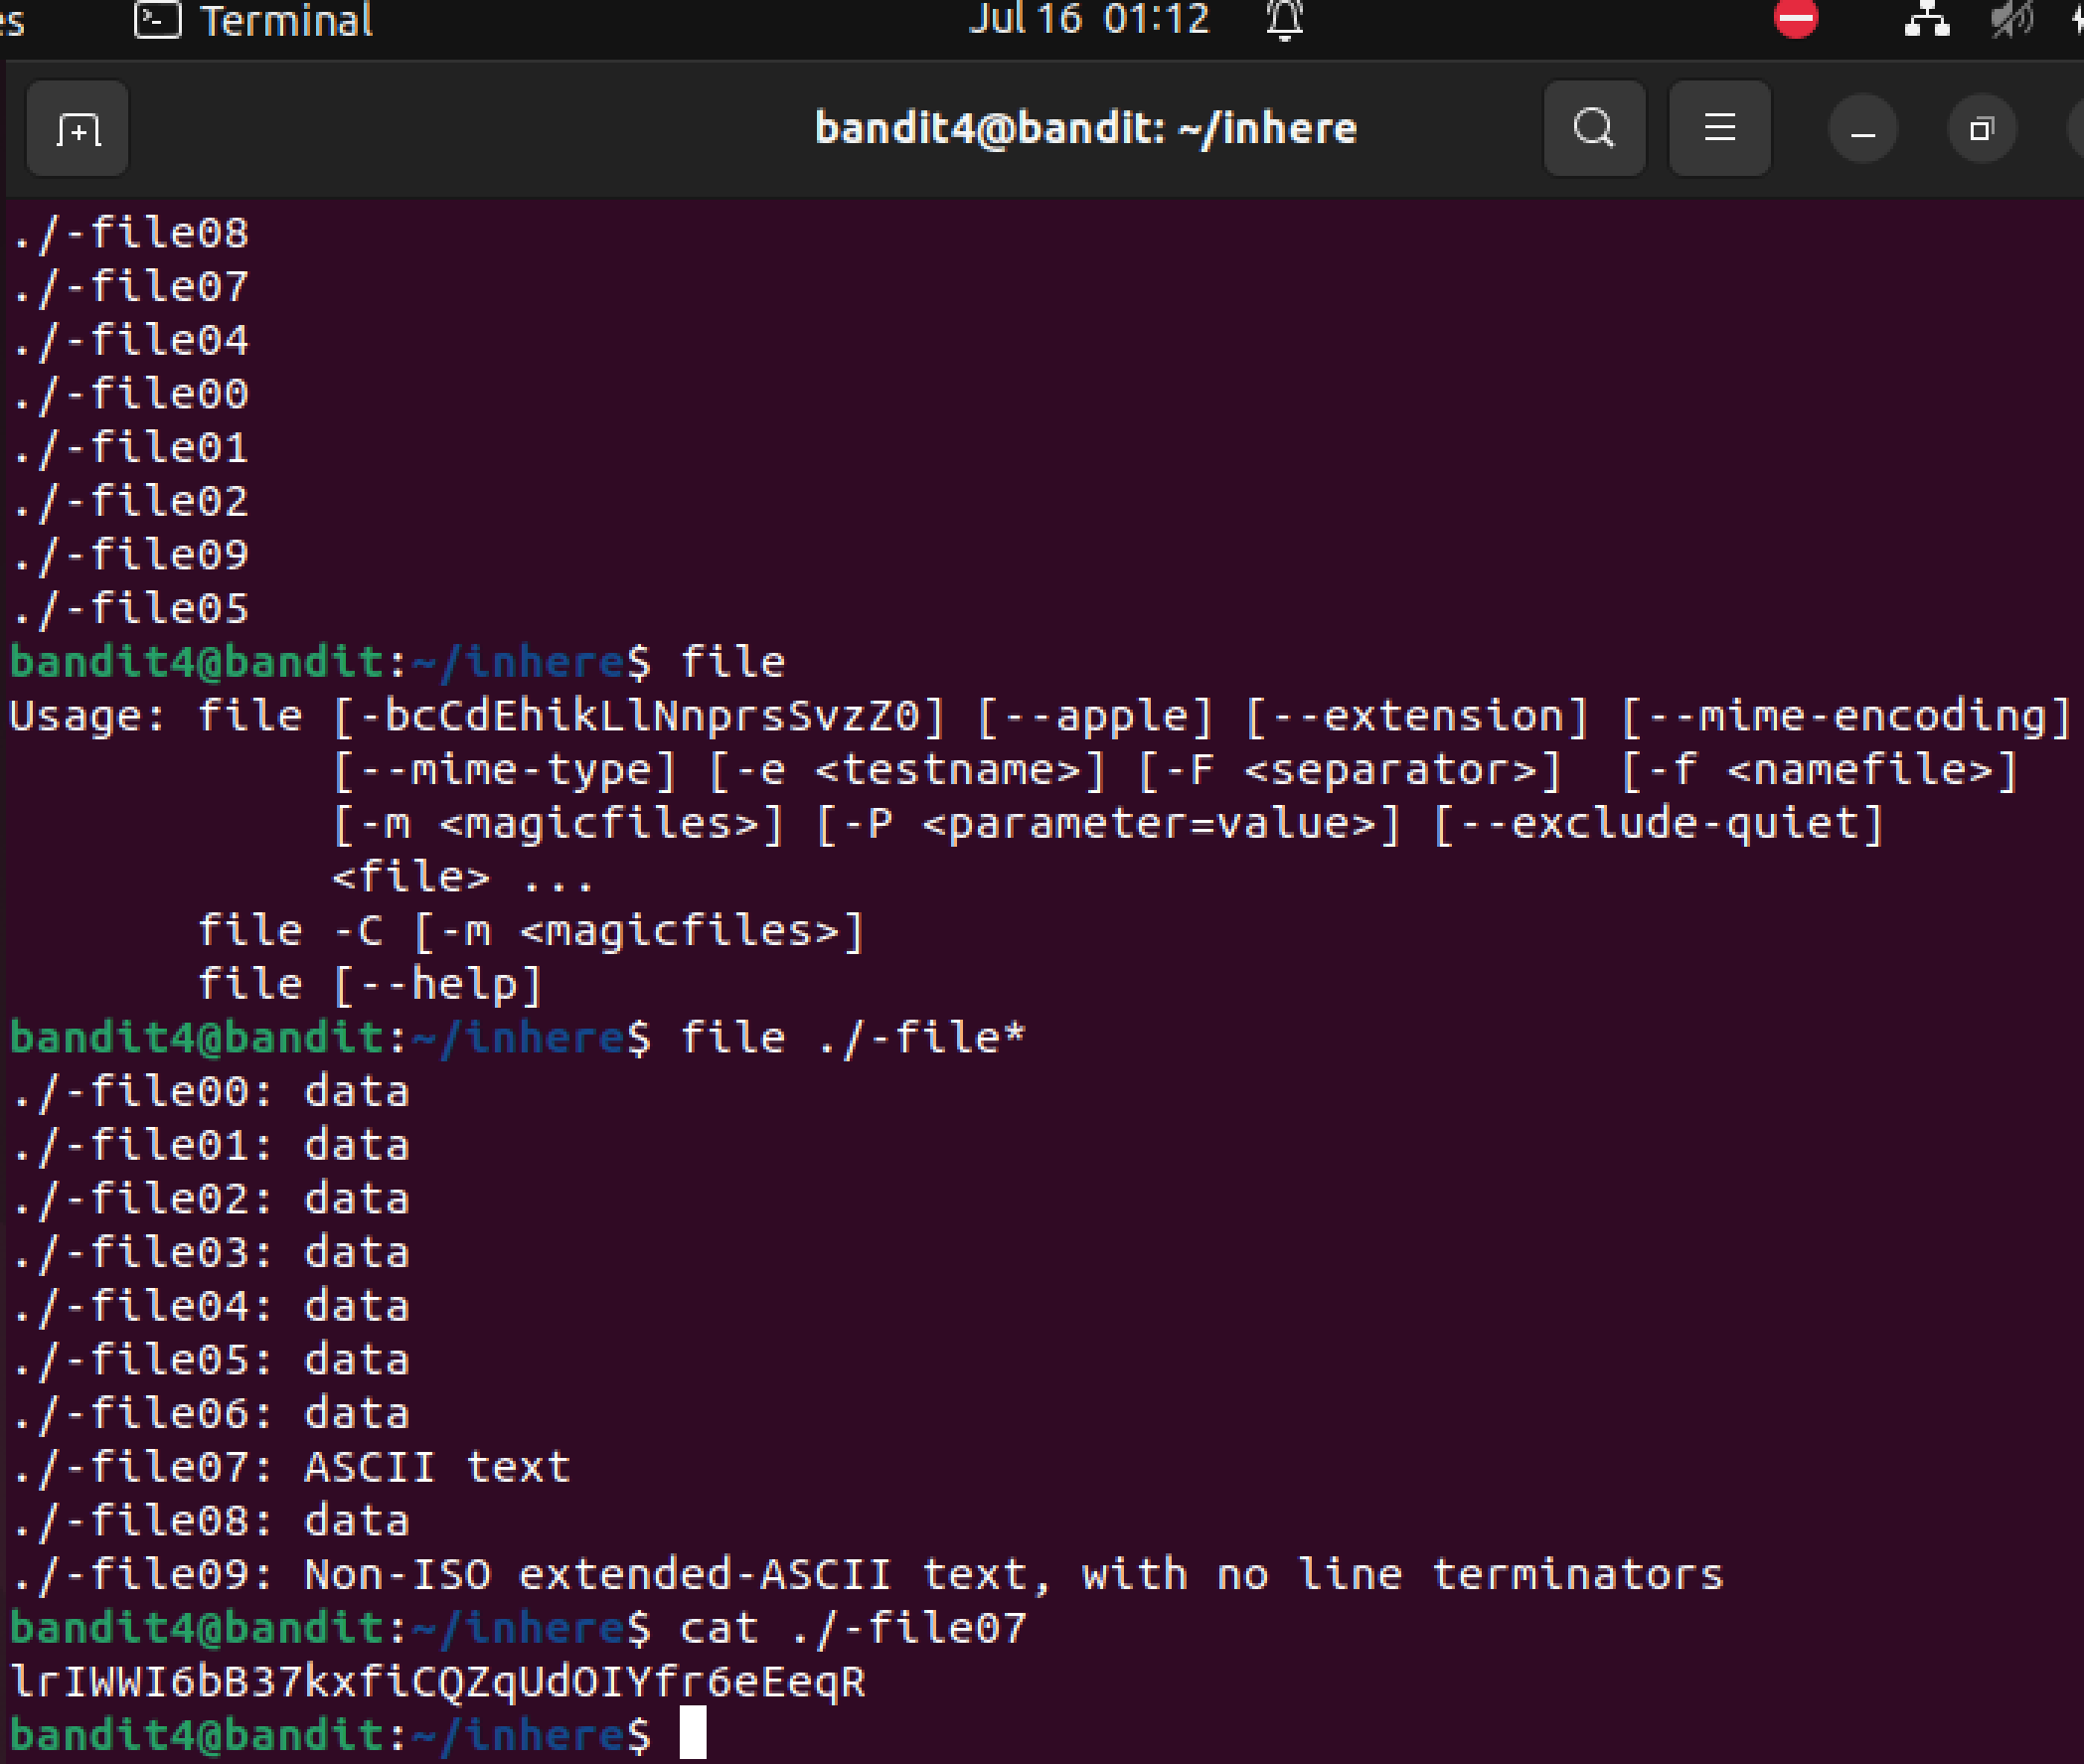 Terminal
Jul 16 01:12
bandit4@bandit: ~/inhere
./-file08
./-file07
./-file04
./-file00
./-file01
./-file02
./-file09
./-file05
bandit4@bandit:~/inhere$ file
Usage: file [-bcCdEhikLlNnprsSvzZ0] [--apple] [--extension] [--mime-encoding]
            [--mime-type] [-e <testname>] [-F <separator>]  [-f <namefile>]
            [-m <magicfiles>] [-P <parameter=value>] [--exclude-quiet]
            <file> ...
       file -C [-m <magicfiles>]
       file [--help]
bandit4@bandit:~/inhere$ file ./-file*
./-file00: data
./-file01: data
./-file02: data
./-file03: data
./-file04: data
./-file05: data
./-file06: data
./-file07: ASCII text
./-file08: data
./-file09: Non-ISO extended-ASCII text, with no line terminators
bandit4@bandit:~/inhere$ cat ./-file07
lrIWWI6bB37kxfiCQZqUdOIYfr6eEeqR
bandit4@bandit:~/inhere$